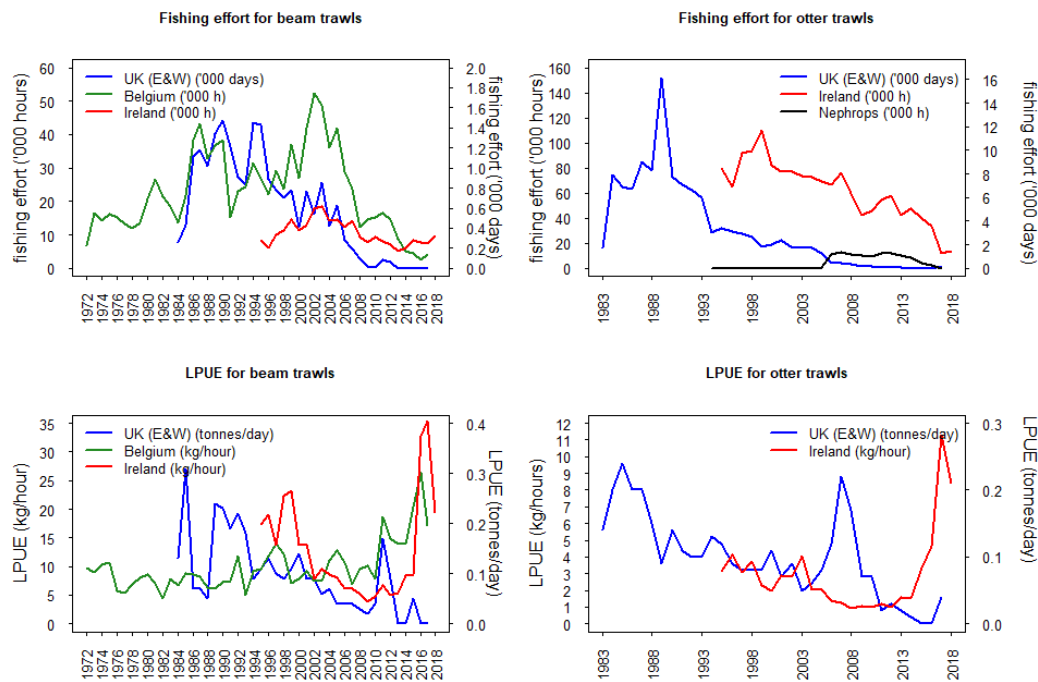 Fishing effort for beam trawls
fishing effort ('000 hours)
60
50
40
30
20
10
0
UK (E&W) ('000 days)
Belgium ('000 h)
Ireland ('000 h)
2.0
1.8
1.6
1.4
1.2
1.0
0.8
0.6
0.4
0.2
0.0
fishing effort ('000 days)
1972 1974 1976 1978 1980 1982 1984 1986 1988 1990 1992 1994 1996 1998 2000 2002 2004 2006 2008 2010 2012 2014 2016 2018
Fishing effort for otter trawls
fishing effort ('000 hours)
160
140
120
100
80
60
40
20
0
UK (E&W) ('000 days)
Ireland ('000 h)
Nephrops ('000 h)
16
14
12
10
8
6
4
2
0
fishing effort ('000 days)
1983 1988 1993 1998 2003 2008 2013 2018
LPUE for beam trawls
LPUE (kg/hour)
35
30
25
20
15
10
5
0
UK (E&W) (tonnes/day)
Belgium (kg/hour)
Ireland (kg/hour)
0.4
0.3
0.2
0.1
0.0
LPUE (tonnes/day)
1972 1974 1976 1978 1980 1982 1984 1986 1988 1990 1992 1994 1996 1998 2000 2002 2004 2006 2008 2010 2012 2014 2016 2018
LPUE for otter trawls
LPUE (kg/hours)
12
11
10
9
8
7
6
5
4
3
2
1
0
UK (E&W) (tonnes/day)
Ireland (kg/hour)
0.3
0.2
0.1
0.0
LPUE (tonnes/day)
1983 1988 1993 1998 2003 2008 2013 2018